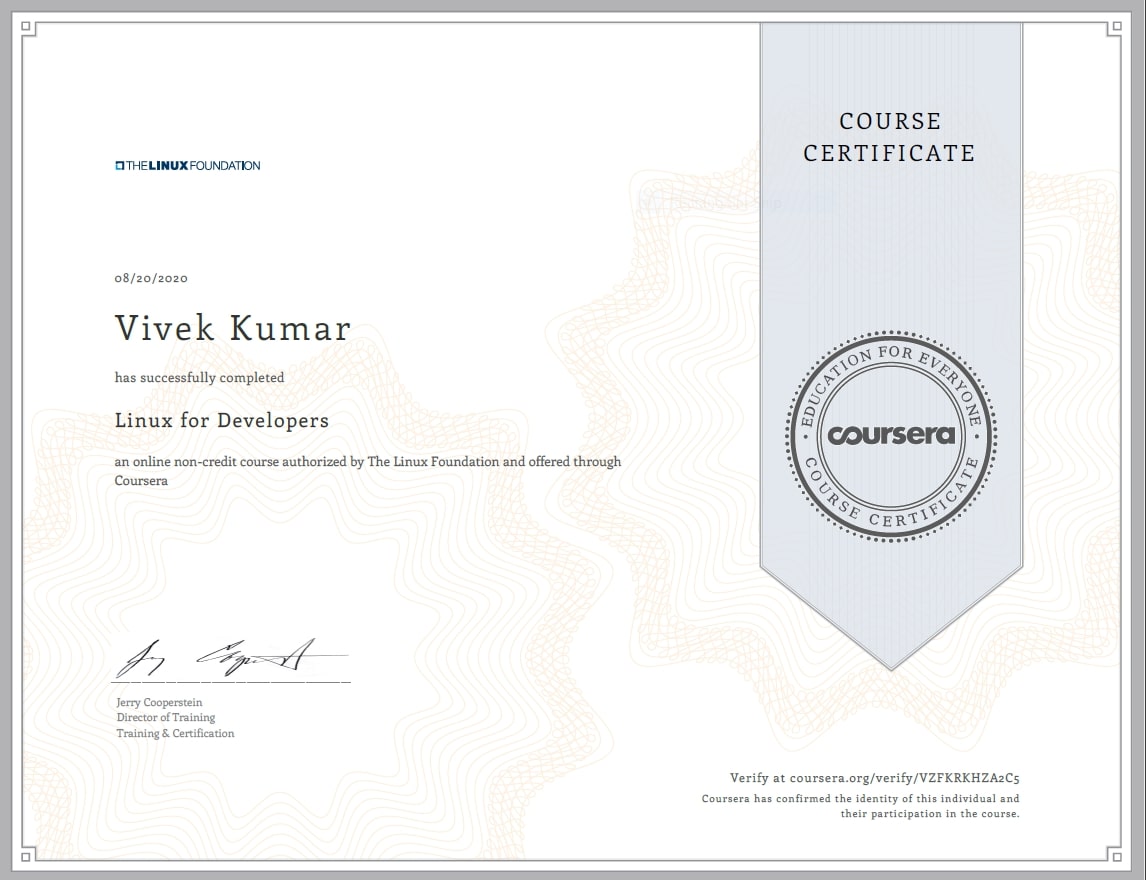 COURSE
CERTIFICATE
THE LINUX FOUNDATION
08/20/2020
Vivek Kumar
has successfully completed
Linux for Developers
an online non-credit course authorized by The Linux Foundation and offered through
Coursera
EDUCATION FOR EVERYONE
coursera
COURSE CERTIFICATE
Jerry Cooperstein
Director of Training
Training & Certification
Verify at coursera.org/verify/VZFKRKHZA2C5
Coursera has confirmed the identity of this individual and
their participation in the course.